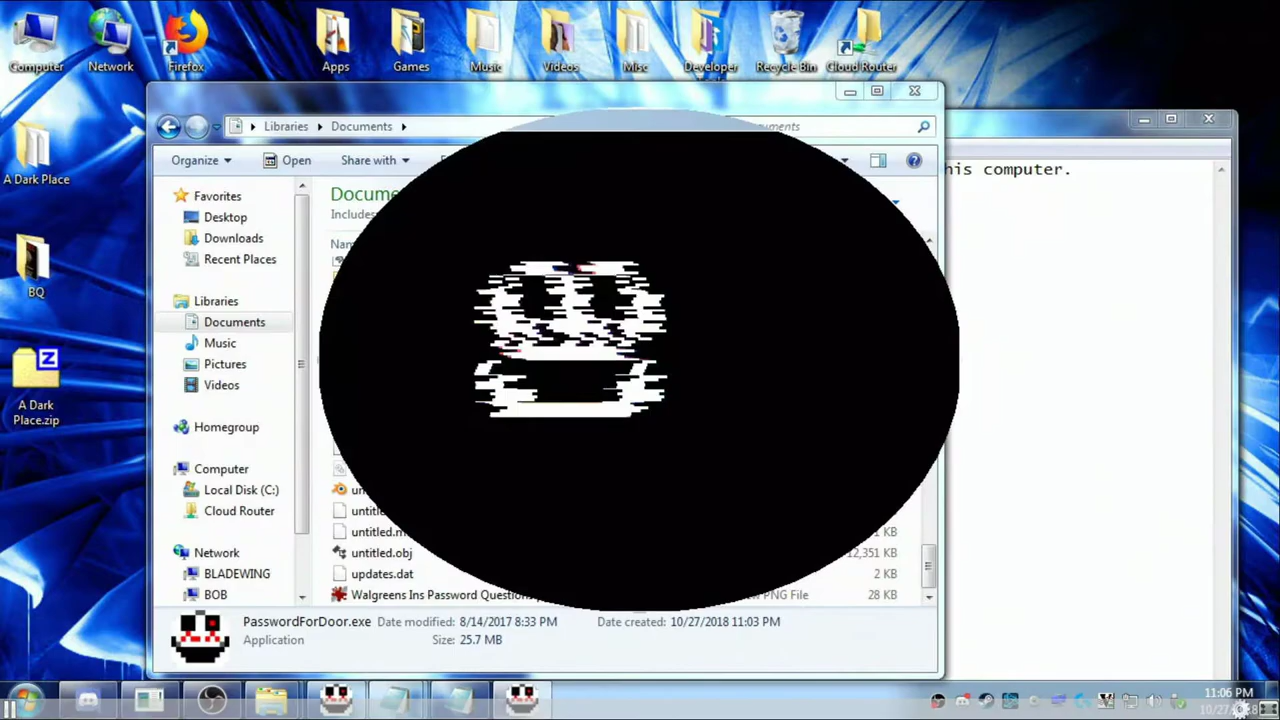 Computer
Network
Firefox
Apps
Games
Music
Videos
Misc
Developer
Recycle Bin
Cloud Router
A Dark Place
BQ
A Dark
Place.zip
Libraries
Documents
Organize
Open
Share with
his computer.
Favorites
Desktop
Downloads
Recent Places
Libraries
Documents
Music
Pictures
Videos
Homegroup
Computer
Local Disk (C:)
Cloud Router
Network
BLADEWING
BOB
untitled.obj
12,351 KB
updates.dat
2 KB
Walgreens Ins Password Question
PNG File
28 KB
PasswordForDoor.exe
Date modified: 8/14/2017 8:33 PM
Date created: 10/27/2018 11:03 PM
Application
Size: 25.7 MB
11:06 PM